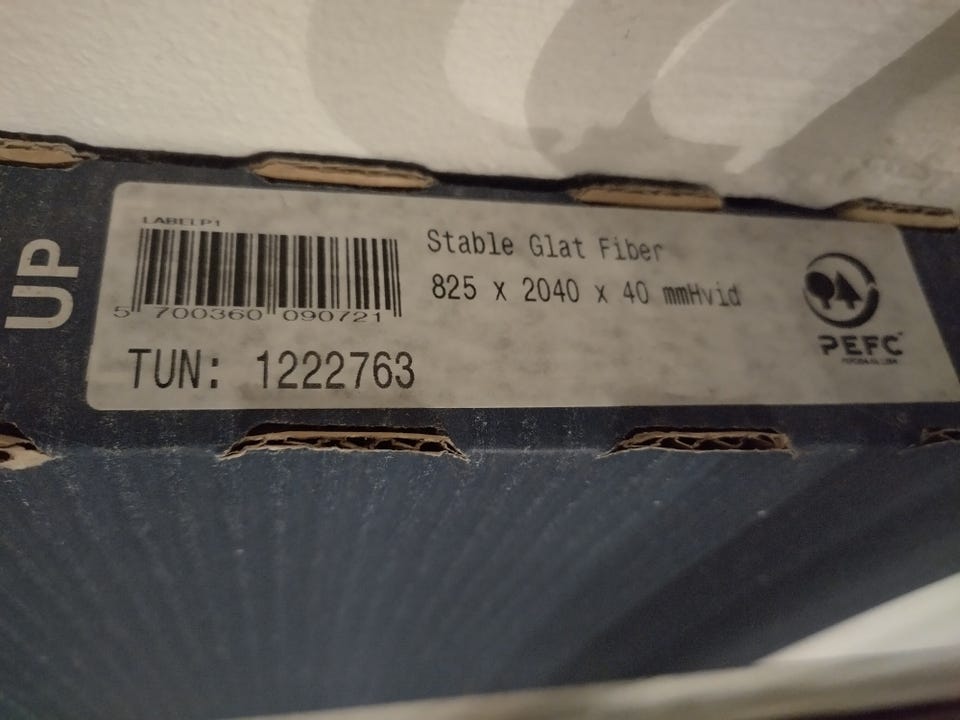 UP
LABELP1
Stable Glat Fiber
825 x 2040 x 40 mmHvid
5 700360 090721
TUN: 1222763
PEFC